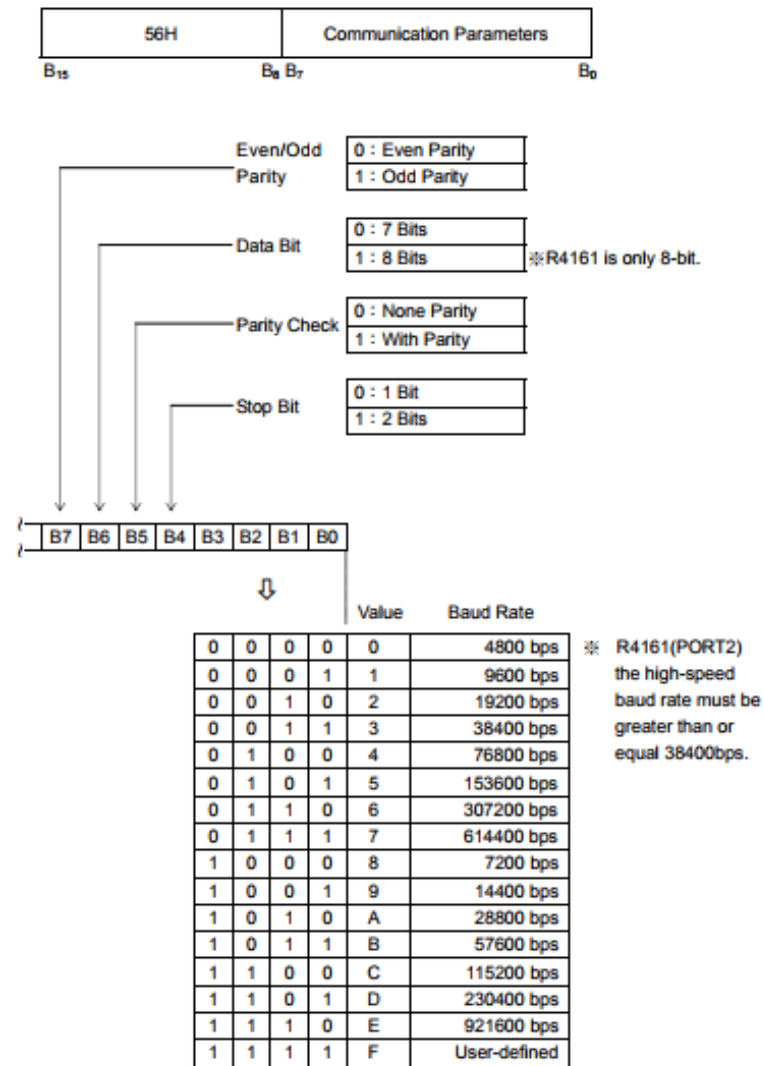 56H Communication Parameters
B15 B8 B7 B0
Even/Odd 0 : Even Parity
Parity 1 : Odd Parity
0 : 7 Bits
Data Bit 1 : 8 Bits ※R4161 is only 8-bit.
0 : None Parity
Parity Check 1 : With Parity
0 : 1 Bit
Stop Bit 1 : 2 Bits
B7 B6 B5 B4 B3 B2 B1 B0
Value Baud Rate
0 0 0 0 0 4800 bps ※ R4161(PORT2)
0 0 0 1 1 9600 bps the high-speed
0 0 1 0 2 19200 bps baud rate must be
0 0 1 1 3 38400 bps greater than or
0 1 0 0 4 76800 bps equal 38400bps.
0 1 0 1 5 153600 bps
0 1 1 0 6 307200 bps
0 1 1 1 7 614400 bps
1 0 0 0 8 7200 bps
1 0 0 1 9 14400 bps
1 0 1 0 A 28800 bps
1 0 1 1 B 57600 bps
1 1 0 0 C 115200 bps
1 1 0 1 D 230400 bps
1 1 1 0 E 921600 bps
1 1 1 1 F User-defined